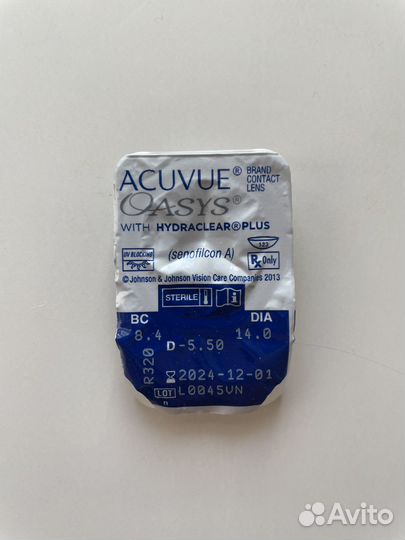 ACUVUE® BRAND CONTACT LENS
OASYS®
WITH HYDRACLEAR® PLUS
(senofilcon A)
123
UV BLOCKING
Rx Only
© Johnson & Johnson Vision Care Companies 2013
STERILE i
BC DIA
8.4 14.0
D -5.50
R320
2024-12-01
LOT L0045VN
Avito